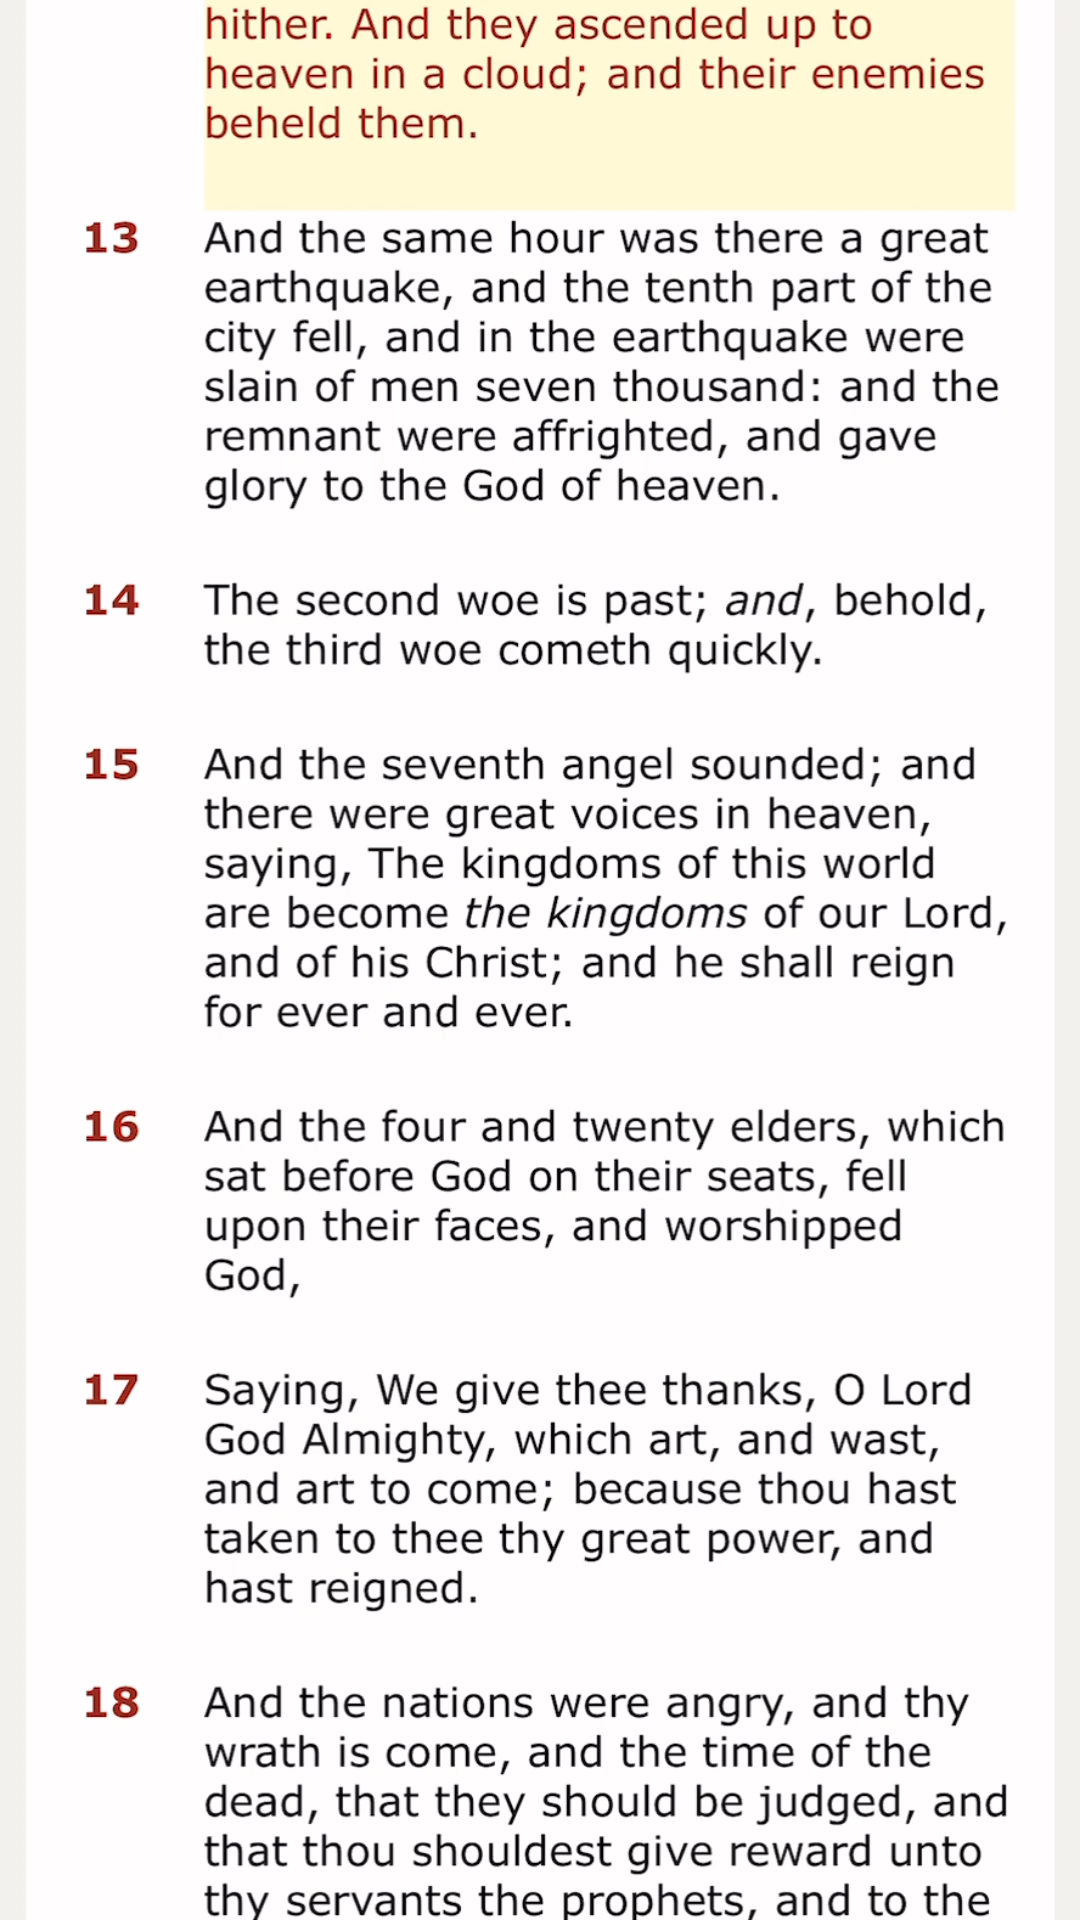 hither. And they ascended up to
heaven in a cloud; and their enemies
beheld them.
13 And the same hour was there a great
earthquake, and the tenth part of the
city fell, and in the earthquake were
slain of men seven thousand: and the
remnant were affrighted, and gave
glory to the God of heaven.
14 The second woe is past; and, behold,
the third woe cometh quickly.
15 And the seventh angel sounded; and
there were great voices in heaven,
saying, The kingdoms of this world
are become the kingdoms of our Lord,
and of his Christ; and he shall reign
for ever and ever.
16 And the four and twenty elders, which
sat before God on their seats, fell
upon their faces, and worshipped
God,
17 Saying, We give thee thanks, O Lord
God Almighty, which art, and wast,
and art to come; because thou hast
taken to thee thy great power, and
hast reigned.
18 And the nations were angry, and thy
wrath is come, and the time of the
dead, that they should be judged, and
that thou shouldest give reward unto
thy servants the prophets, and to the